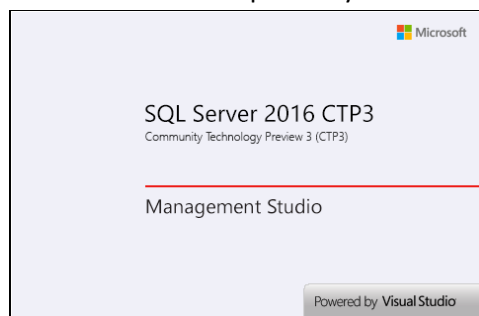 Microsoft
SQL Server 2016 CTP3
Community Technology Preview 3 (CTP3)
Management Studio
Powered by Visual Studio